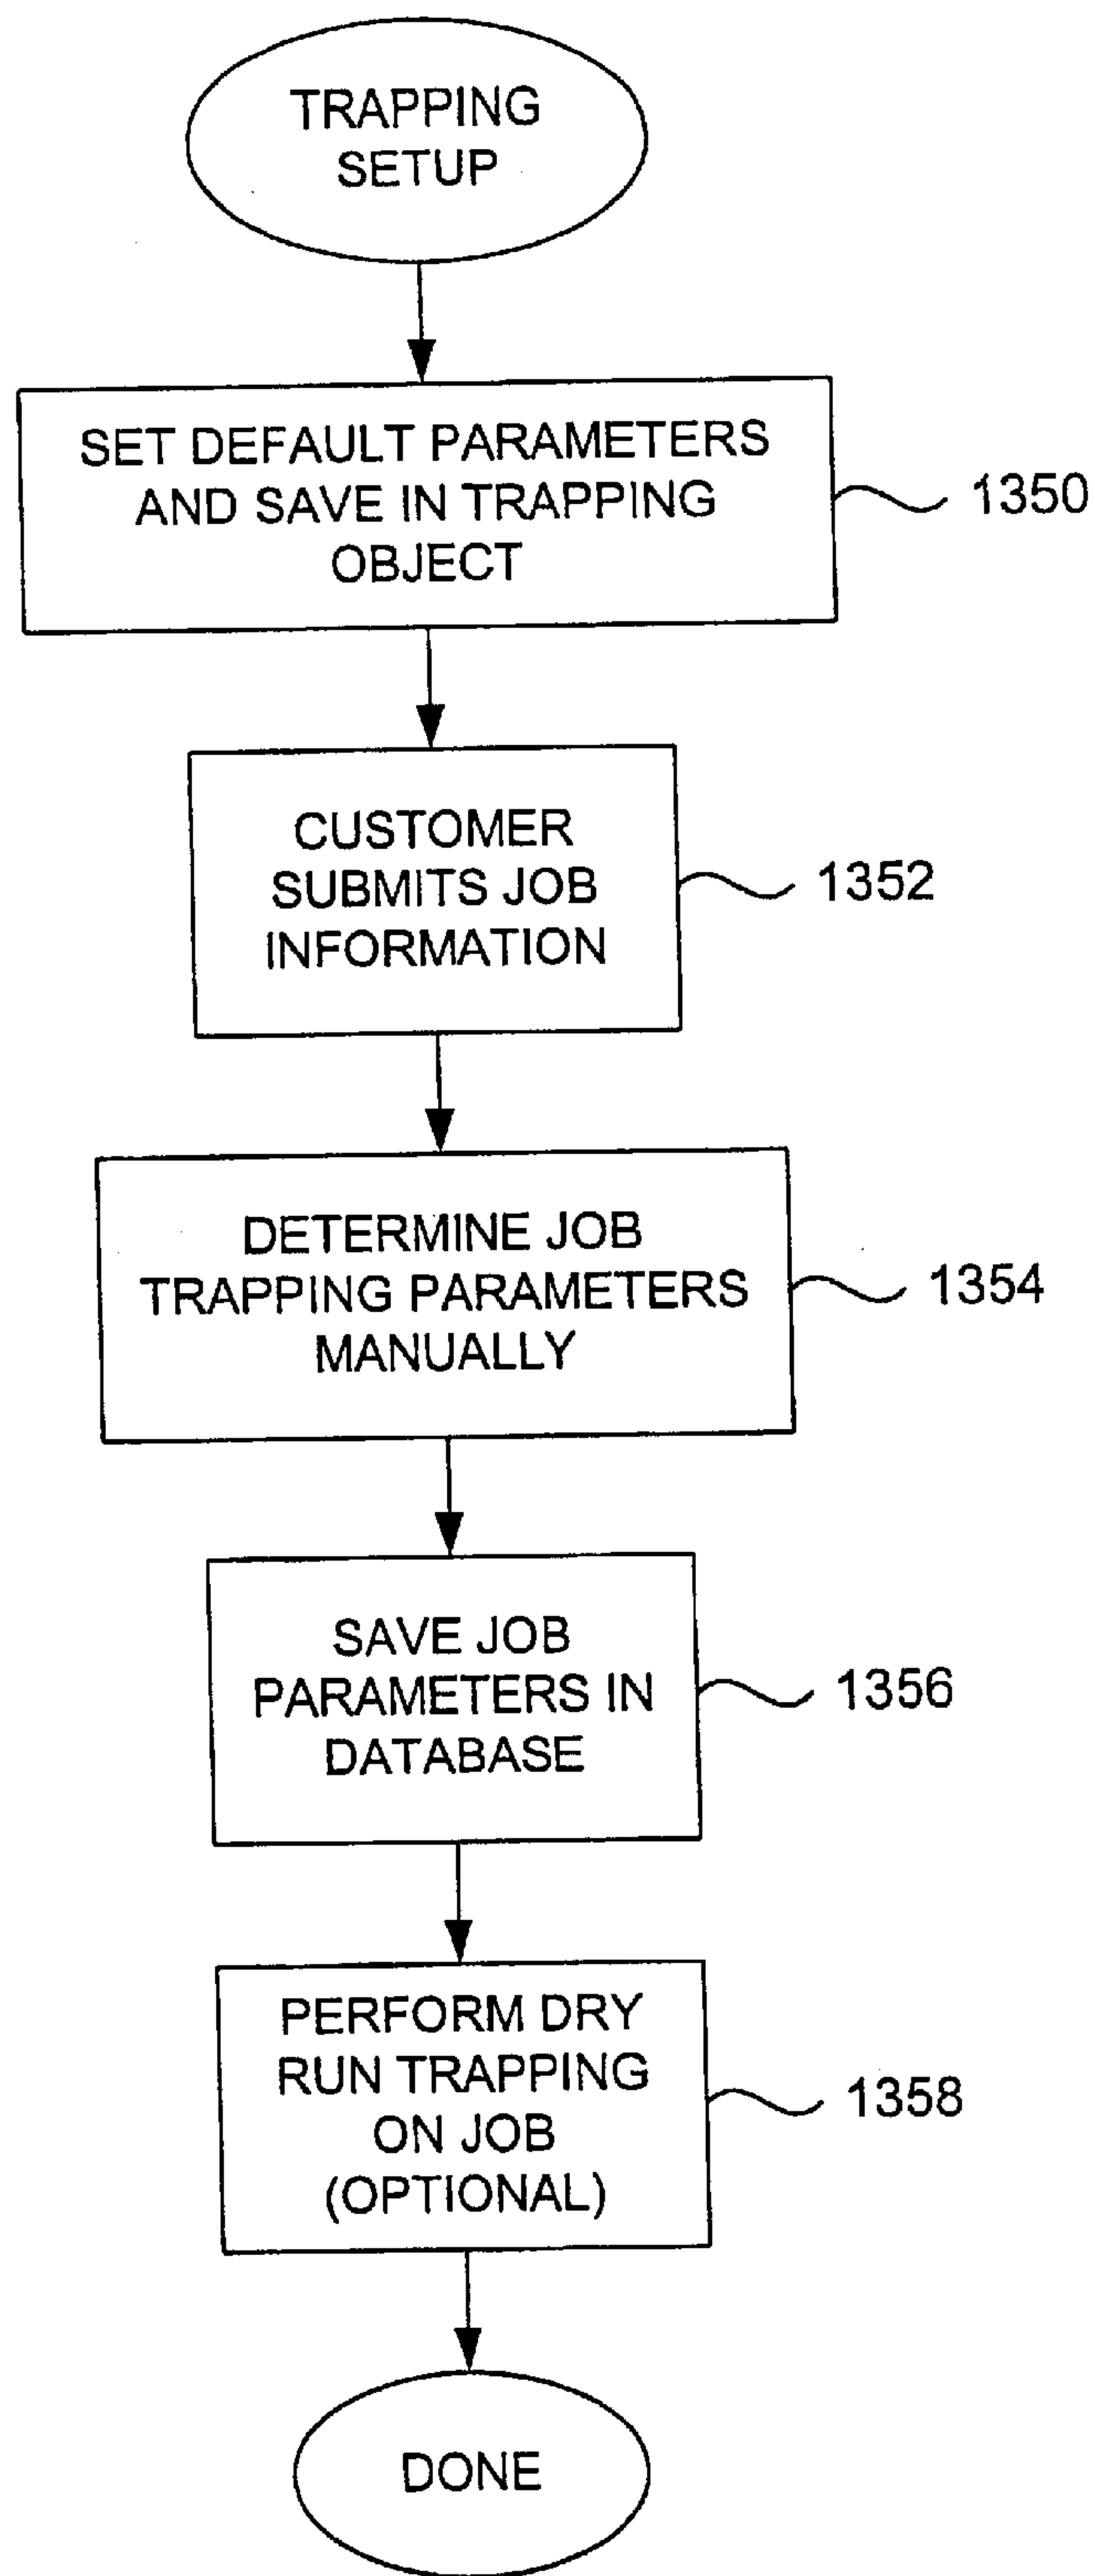 TRAPPING
SETUP
SET DEFAULT PARAMETERS
AND SAVE IN TRAPPING
OBJECT
1350
CUSTOMER
SUBMITS JOB
INFORMATION
1352
DETERMINE JOB
TRAPPING PARAMETERS
MANUALLY
1354
SAVE JOB
PARAMETERS IN
DATABASE
1356
PERFORM DRY
RUN TRAPPING
ON JOB
(OPTIONAL)
1358
DONE